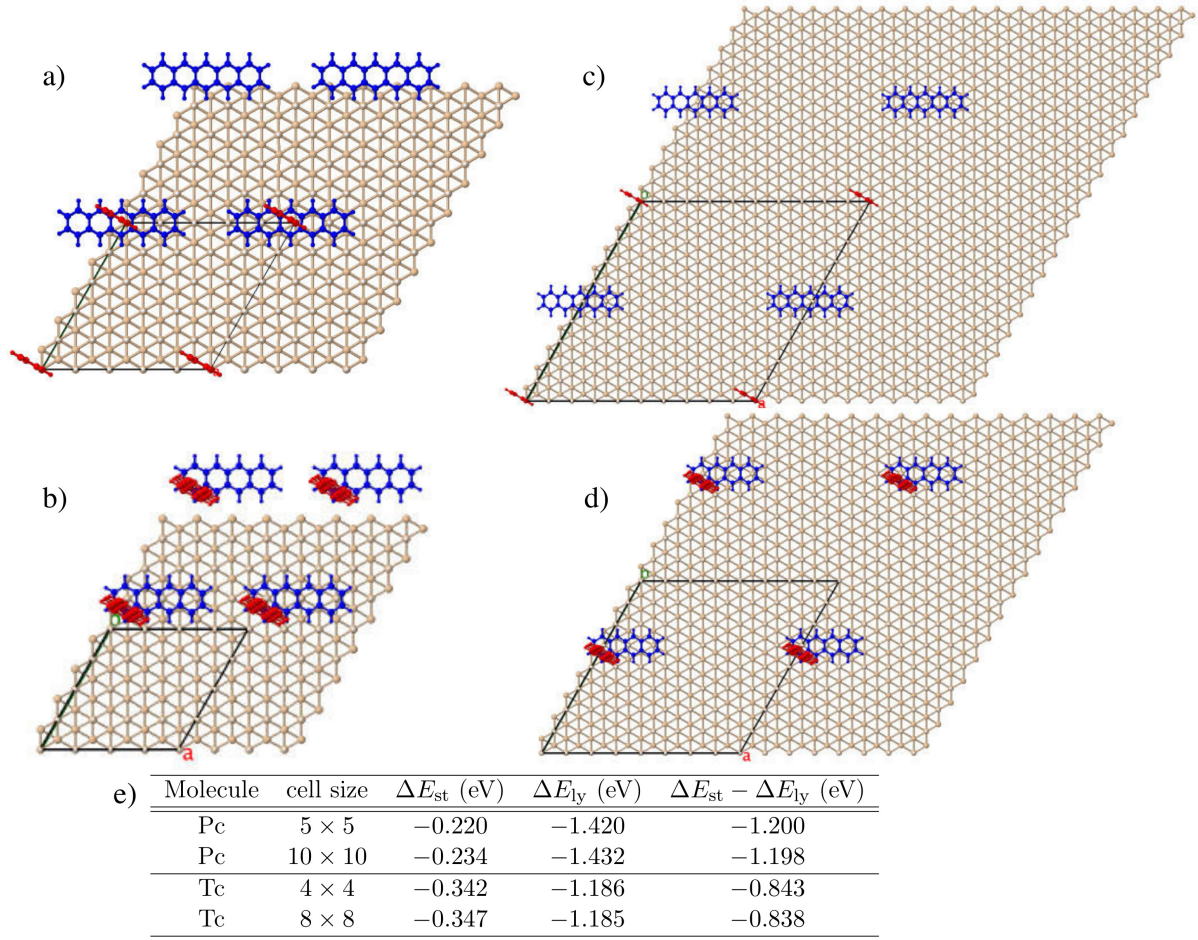 a)
c)
b
a
b)
d)
b
a
b
a
e)
Molecule cell size ΔE_st (eV) ΔE_ly (eV) ΔE_st − ΔE_ly (eV)
Pc 5 × 5 −0.220 −1.420 −1.200
Pc 10 × 10 −0.234 −1.432 −1.198
Tc 4 × 4 −0.342 −1.186 −0.843
Tc 8 × 8 −0.347 −1.185 −0.838